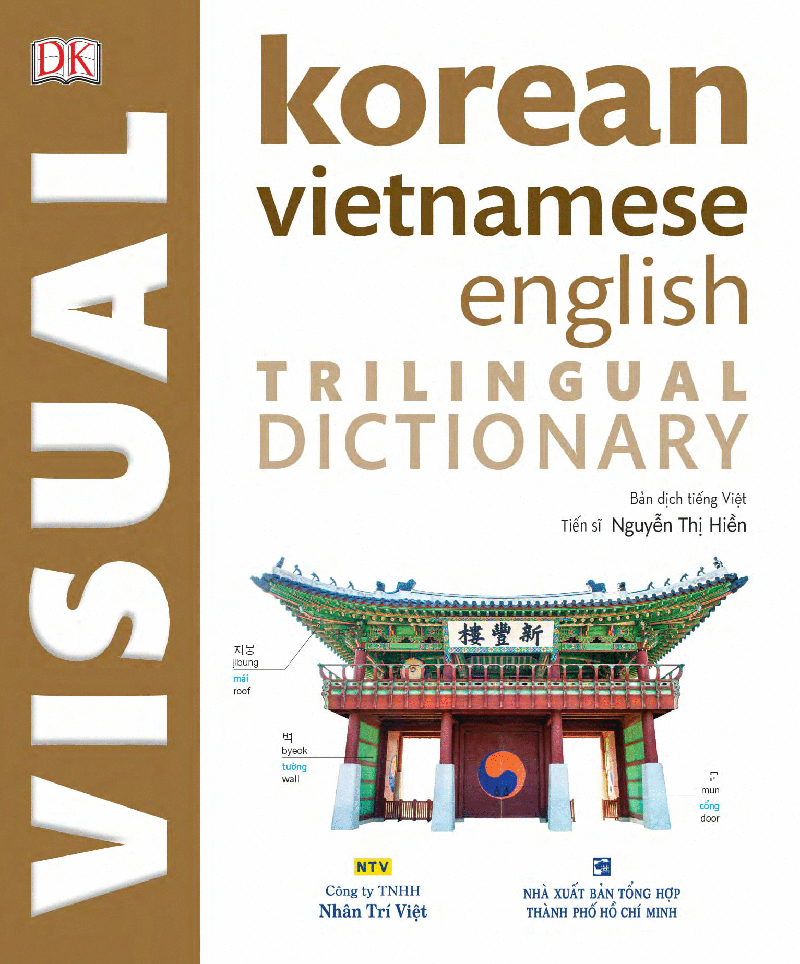 DK
VISUAL
korean
vietnamese
english
TRILINGUAL
DICTIONARY
Bản dịch tiếng Việt
Tiến sĩ Nguyễn Thị Hiền
新豐樓
지붕
jibung
mái
roof
벽
byeok
tường
wall
mun
cổng
door
NTV
Công ty TNHH
Nhân Trí Việt
NHÀ XUẤT BẢN TỔNG HỢP
THÀNH PHỐ HỒ CHÍ MINH